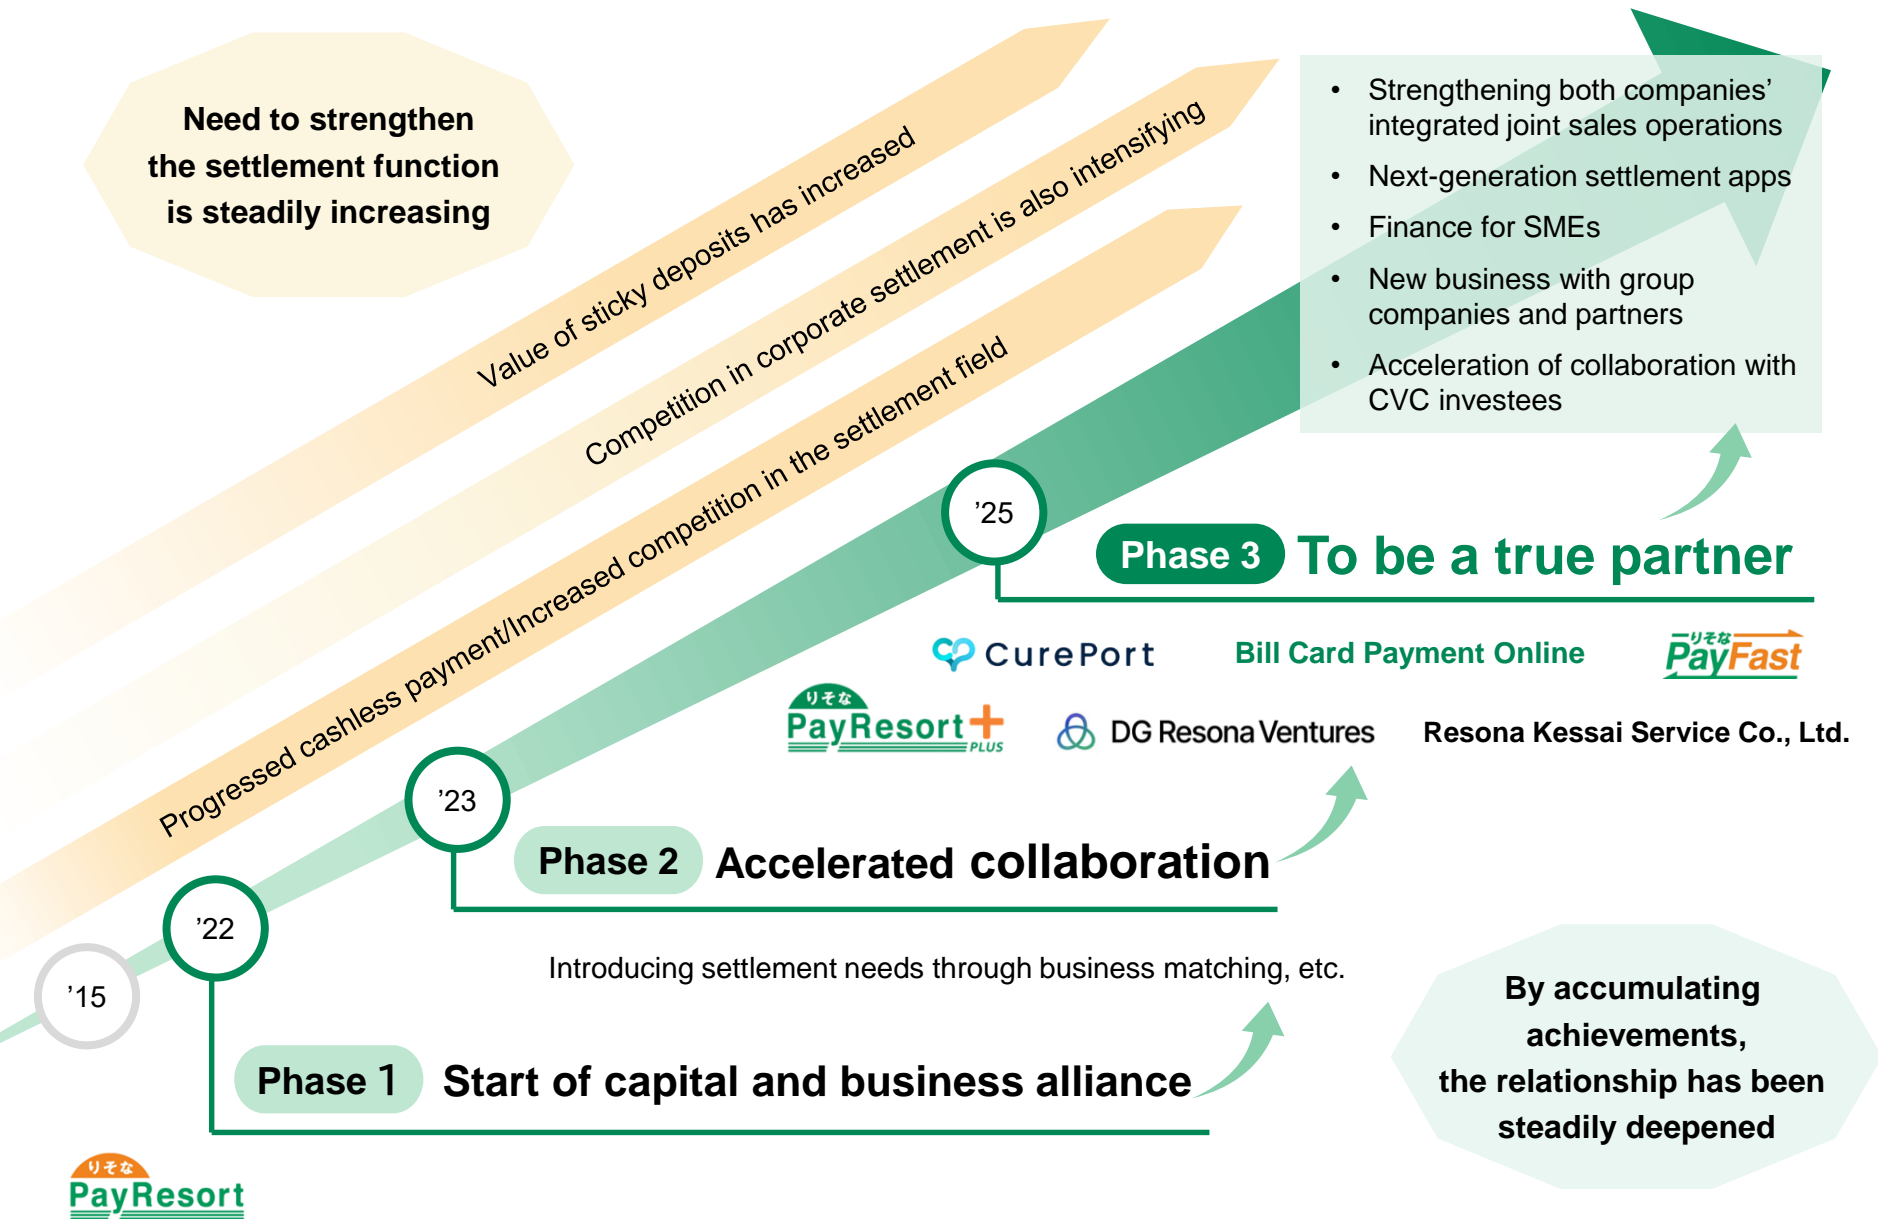 Need to strengthen
the settlement function
is steadily increasing
Value of sticky deposits has increased
Competition in corporate settlement is also intensifying
Progressed cashless payment/Increased competition in the settlement field
• Strengthening both companies’
integrated joint sales operations
• Next-generation settlement apps
• Finance for SMEs
• New business with group
companies and partners
• Acceleration of collaboration with
CVC investees
’25
Phase 3 To be a true partner
CurePort
Bill Card Payment Online
りそな
PayFast
りそな
PayResort+
PLUS
DG Resona Ventures
Resona Kessai Service Co., Ltd.
’23
Phase 2 Accelerated collaboration
’22
Introducing settlement needs through business matching, etc.
’15
Phase 1 Start of capital and business alliance
By accumulating
achievements,
the relationship has been
steadily deepened
りそな
PayResort